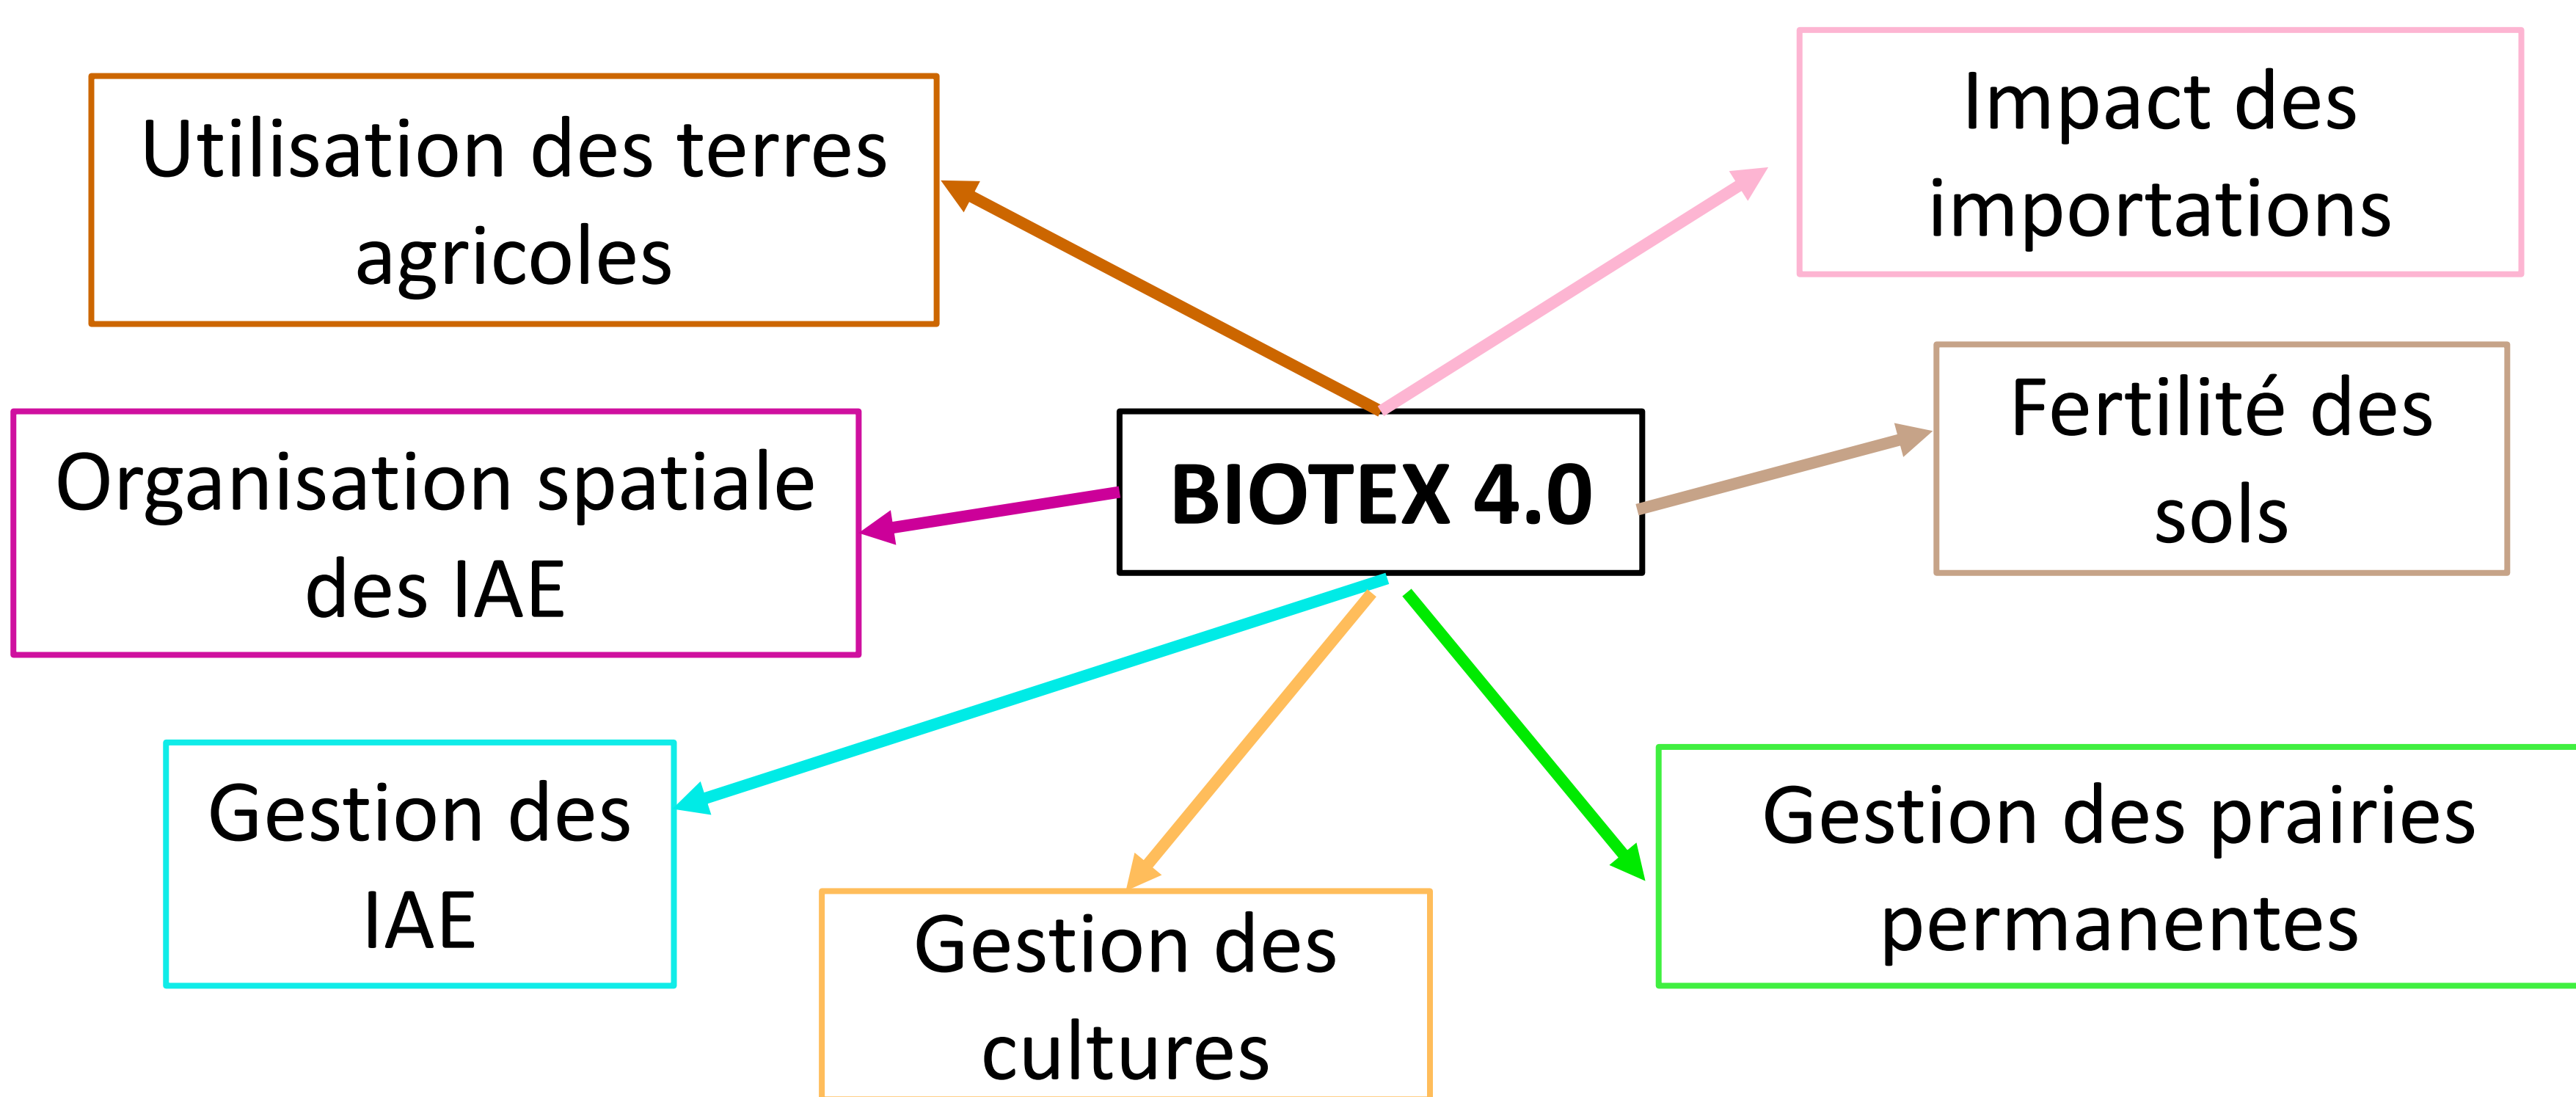 Utilisation des terres
agricoles
Impact des
importations
Organisation spatiale
des IAE
BIOTEX 4.0
Fertilité des
sols
Gestion des
IAE
Gestion des
cultures
Gestion des prairies
permanentes